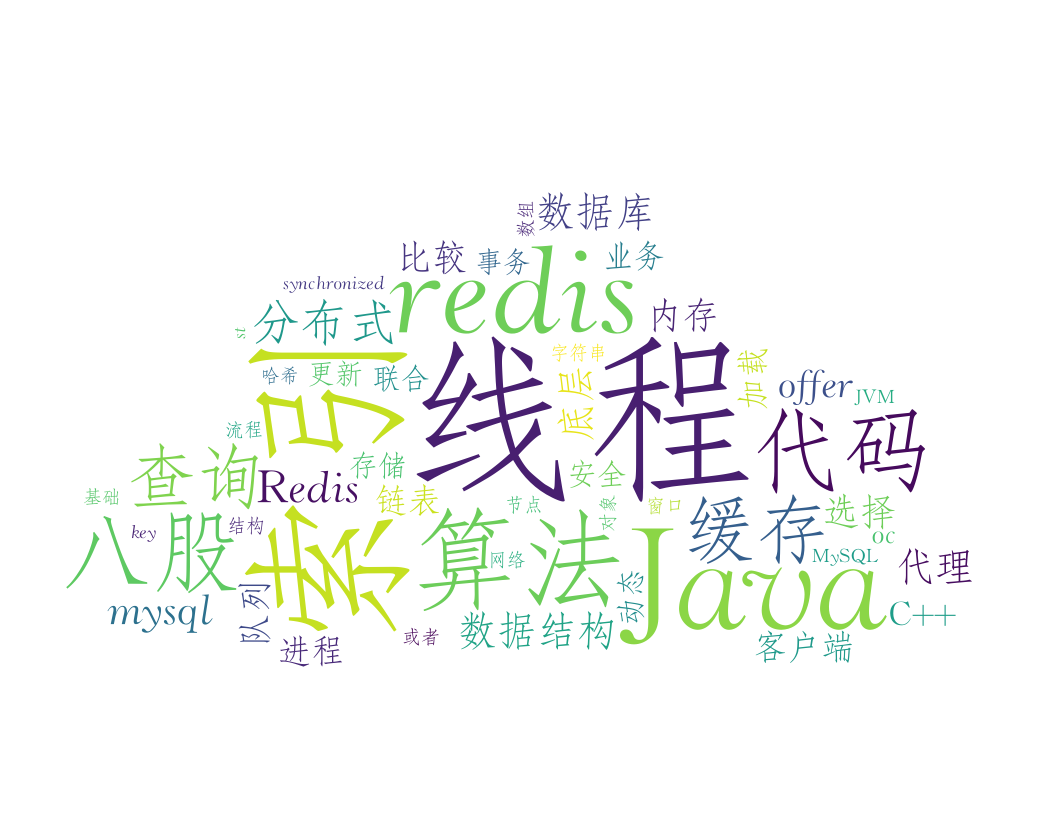 数组
数据库
比较
事务
业务
synchronized
redis
分布式
内存
st
字符串
哈希
更新
联合
索引
线程
底层
加载
offer
JVM
流程
查询
存储
代码
基础
Redis
链表
安全
八股
key
结构
算法
节点
对象
窗口
缓存
选择
oc
网络
MySQL
代理
mysql
队列
动态
Java
C++
进程
或者
数据结构
客户端